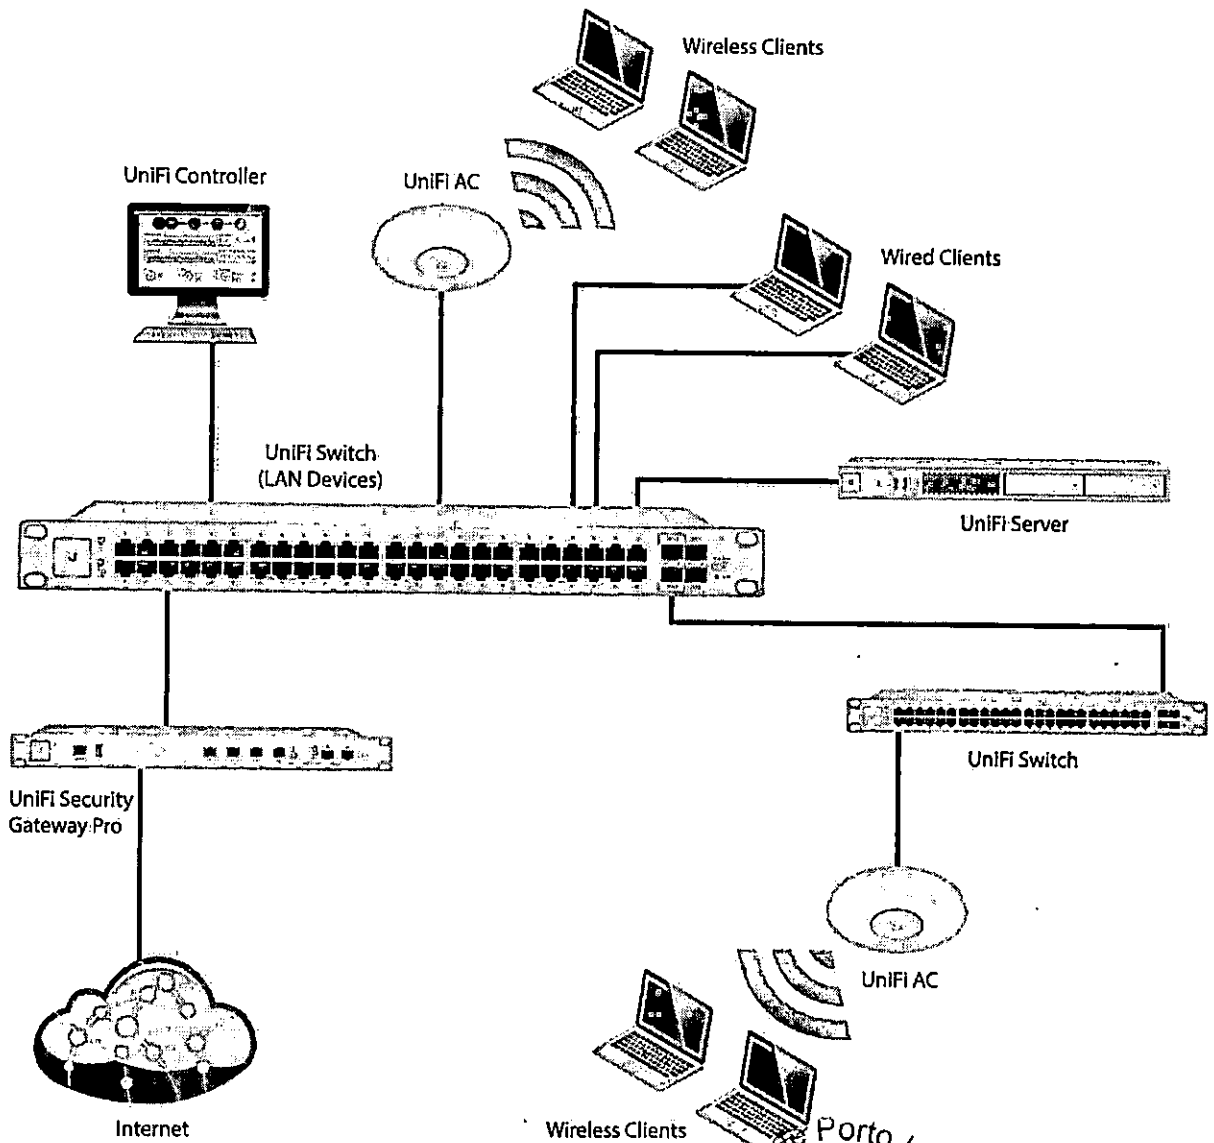 Wireless Clients
UniFi Controller
UniFi AC
Wired Clients
UniFi Switch
(LAN Devices)
UniFi Server
UniFi Switch
UniFi Security
Gateway Pro
UniFi AC
Internet
Wireless Clients
Porto